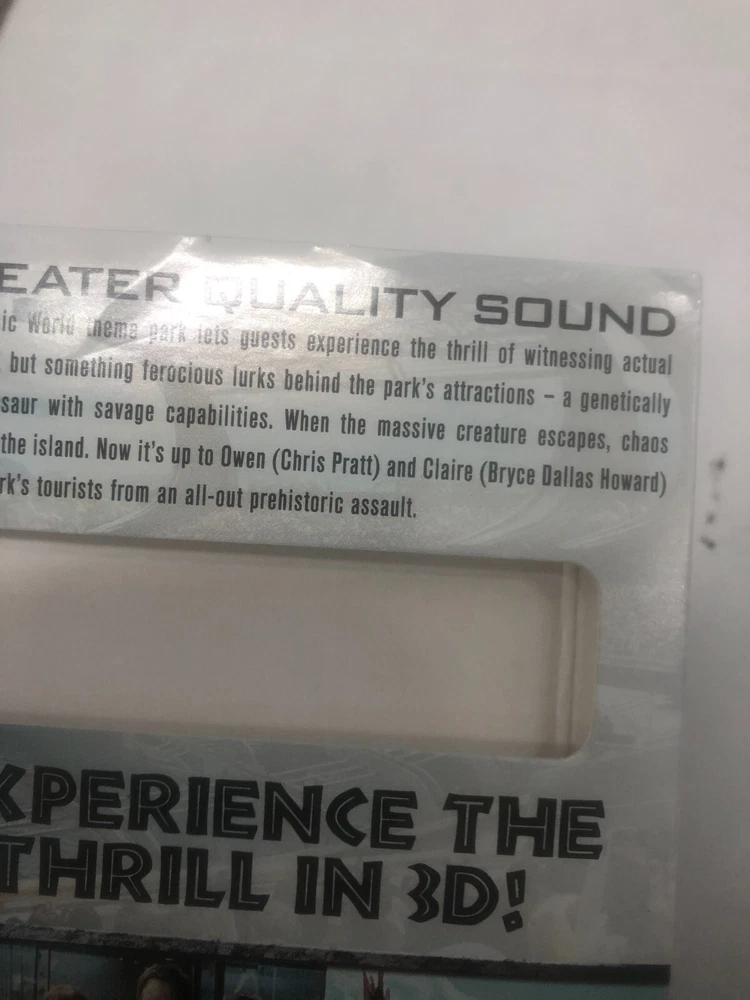 EATER QUALITY SOUND
ic World theme park lets guests experience the thrill of witnessing actual
but something ferocious lurks behind the park's attractions – a genetically
saur with savage capabilities. When the massive creature escapes, chaos
the island. Now it's up to Owen (Chris Pratt) and Claire (Bryce Dallas Howard)
rk's tourists from an all-out prehistoric assault.
XPERIENCE THE
THRILL IN 3D!